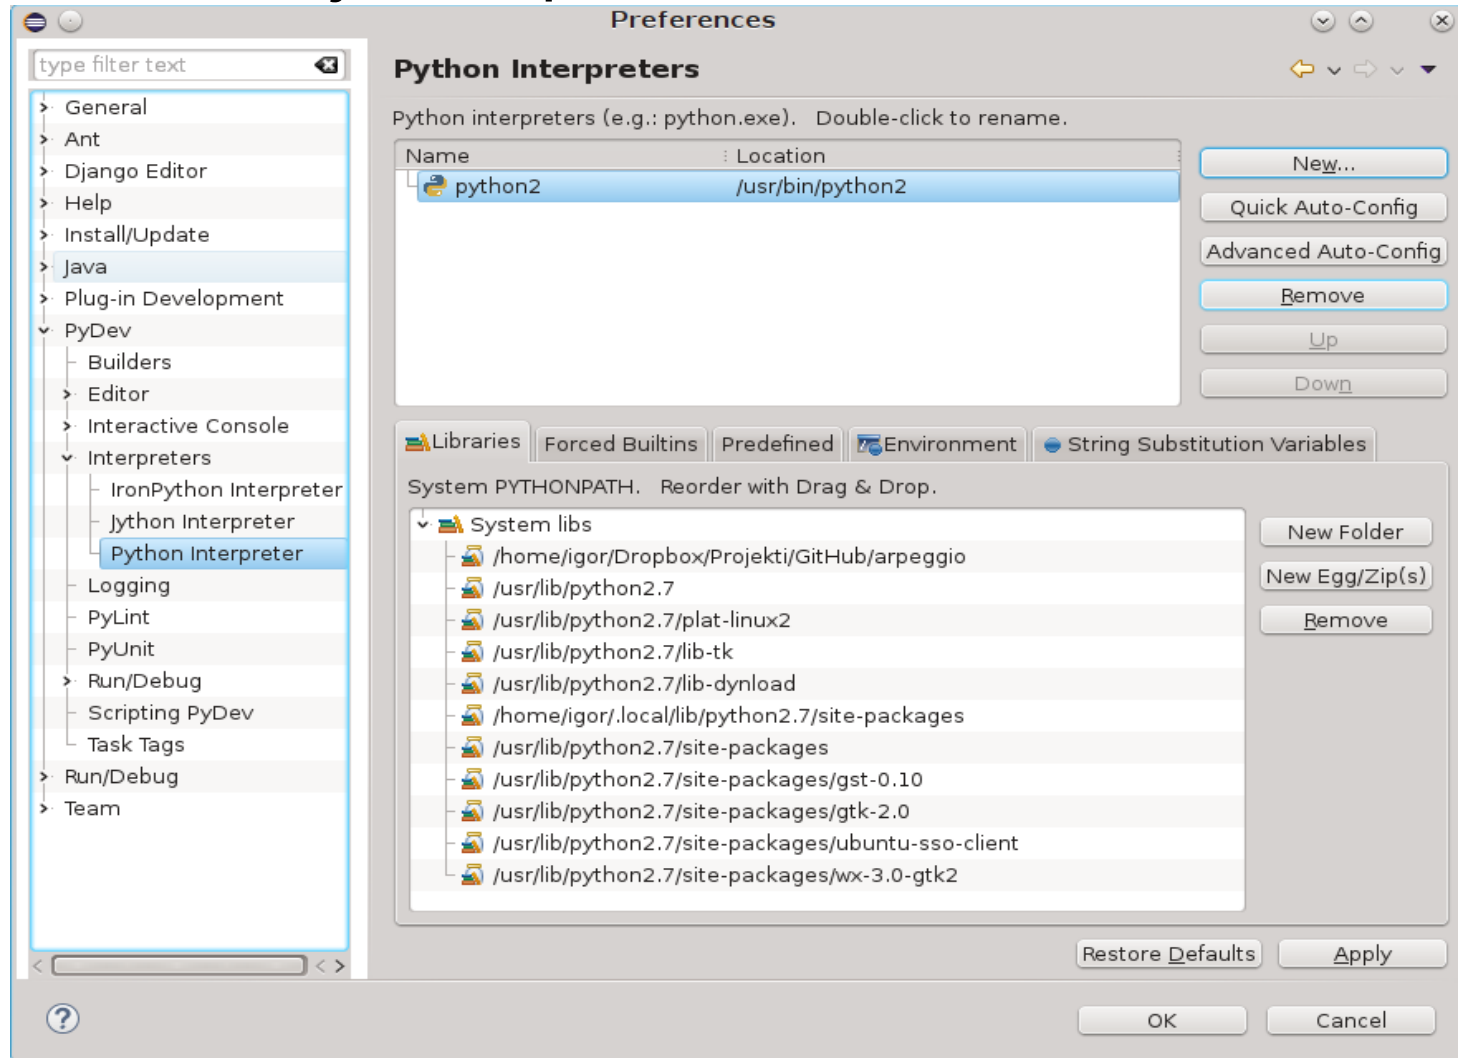 Preferences
type filter text
General
Ant
Django Editor
Help
Install/Update
Java
Plug-in Development
PyDev
Builders
Editor
Interactive Console
Interpreters
IronPython Interpreter
Jython Interpreter
Python Interpreter
Logging
PyLint
PyUnit
Run/Debug
Scripting PyDev
Task Tags
Run/Debug
Team
Python Interpreters
Python interpreters (e.g.: python.exe). Double-click to rename.
Name Location
python2 /usr/bin/python2
New...
Quick Auto-Config
Advanced Auto-Config
Remove
Up
Down
Libraries Forced Builtins Predefined Environment String Substitution Variables
System PYTHONPATH. Reorder with Drag & Drop.
System libs
/home/igor/Dropbox/Projekti/GitHub/arpeggio
/usr/lib/python2.7
/usr/lib/python2.7/plat-linux2
/usr/lib/python2.7/lib-tk
/usr/lib/python2.7/lib-dynload
/home/igor/.local/lib/python2.7/site-packages
/usr/lib/python2.7/site-packages
/usr/lib/python2.7/site-packages/gst-0.10
/usr/lib/python2.7/site-packages/gtk-2.0
/usr/lib/python2.7/site-packages/ubuntu-sso-client
/usr/lib/python2.7/site-packages/wx-3.0-gtk2
New Folder
New Egg/Zip(s)
Remove
Restore Defaults Apply
OK Cancel